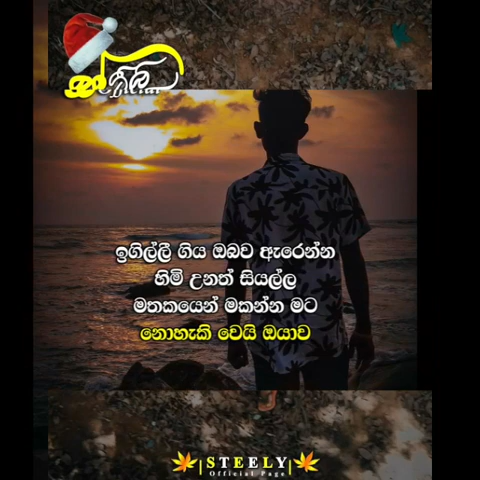 ඉගිල්ලී ගිය ඔබව ඇරෙන්න
හිමි උනත් සියල්ල
මතකයෙන් මකන්න මට
නොහැකි වෙයි ඔයාව
|STEELY|
Official Page